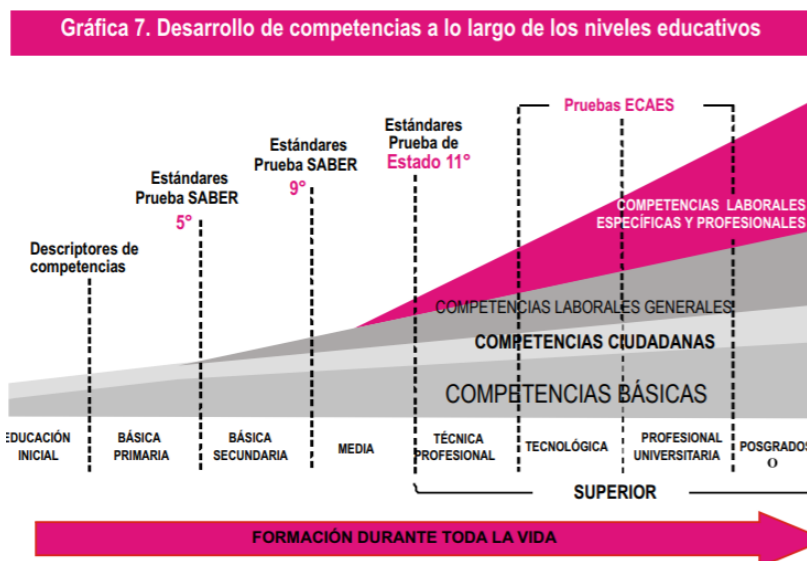 Gráfica 7. Desarrollo de competencias a lo largo de los niveles educativos
Pruebas ECAES
Estándares
Prueba de
Estado 11°
Estándares
Prueba SABER
9°
Estándares
Prueba SABER
5°
Descriptores de
competencias
COMPETENCIAS LABORALES
ESPECÍFICAS Y PROFESIONALES
COMPETENCIAS LABORALES GENERALES
COMPETENCIAS CIUDADANAS
COMPETENCIAS BÁSICAS
EDUCACIÓN
INICIAL
BÁSICA
PRIMARIA
BÁSICA
SECUNDARIA
MEDIA
TÉCNICA
PROFESIONAL
TECNOLÓGICA
PROFESIONAL
UNIVERSITARIA
POSGRADOS
O
SUPERIOR
FORMACIÓN DURANTE TODA LA VIDA